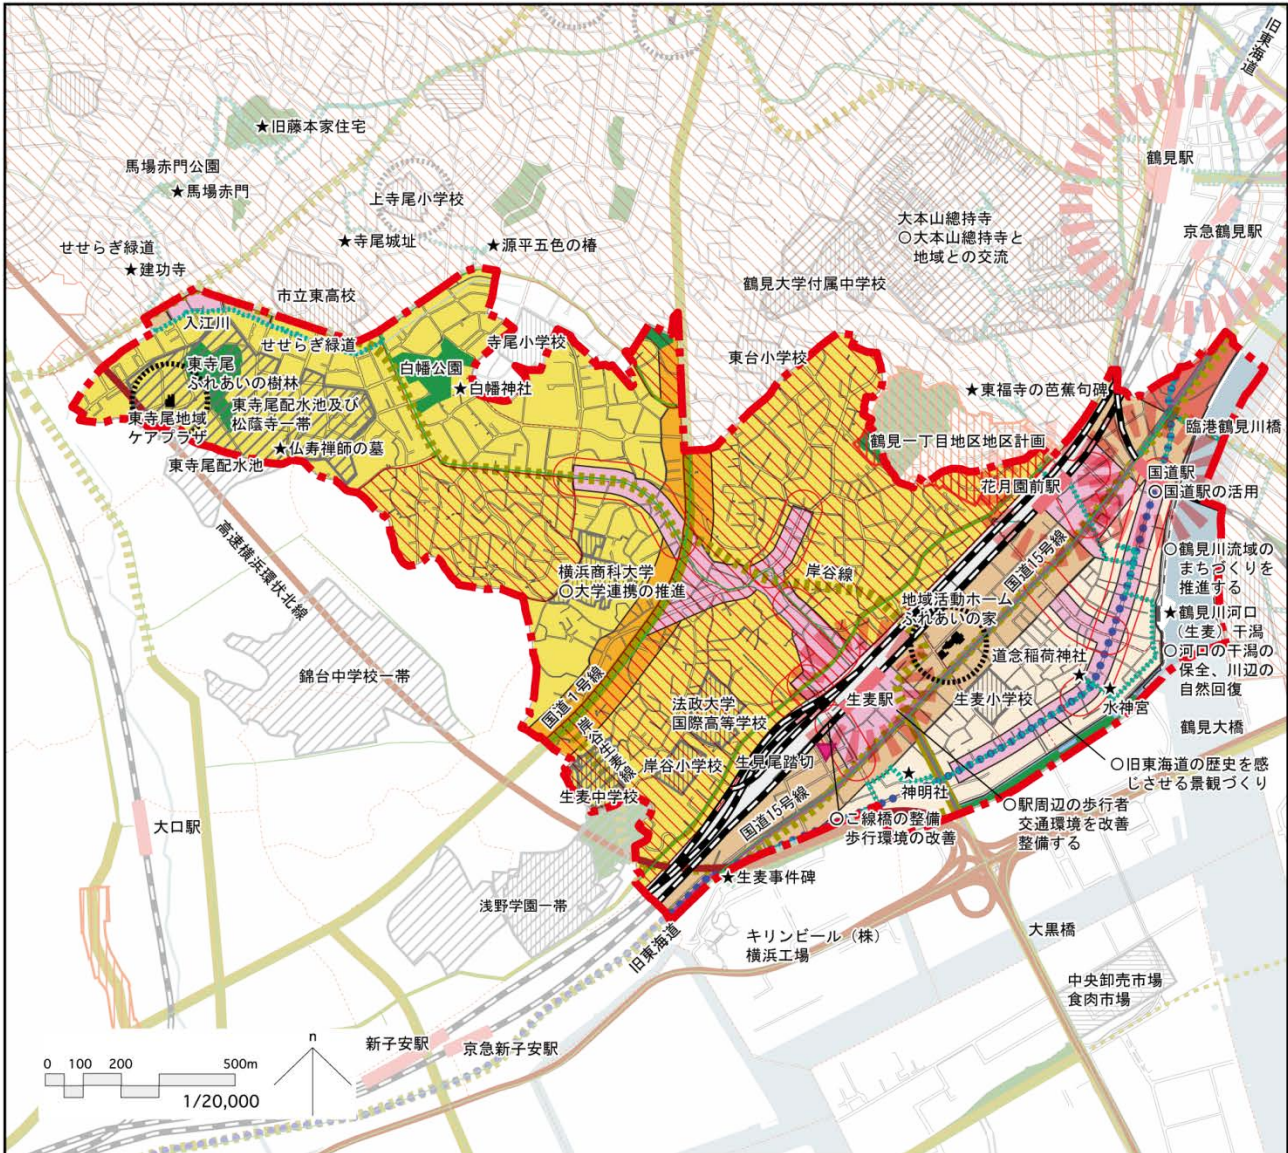 旧東海道
★旧藤本家住宅
鶴見駅
馬場赤門公園
★馬場赤門
上寺尾小学校
大本山總持寺
○大本山總持寺と
地域との交流
京急鶴見駅
せせらぎ緑道
★寺尾城址
★源平五色の椿
★建功寺
市立東高校
鶴見大学付属中学校
入江川
せせらぎ緑道
寺尾小学校
東台小学校
東寺尾
ふれあいの樹林
白幡公園
★白幡神社
★東福寺の芭蕉句碑
東寺尾配水池及び
松蔭寺一帯
東寺尾地域
ケアプラザ
臨港鶴見川橋
★仏寿禅師の墓
鶴見一丁目地区地区計画
東寺尾配水池
国道駅
○国道駅の活用
花月園前駅
高速横浜環状北線
国道15号線
○鶴見川流域の
まちづくりを
推進する
横浜商科大学
○大学連携の推進
岸谷線
地域活動ホーム
ふれあいの家
★鶴見川河口
（生麦）干潟
○河口の干潟の
保全、川辺の
自然回復
道念稲荷神社
★
錦台中学校一帯
国道1号線
法政大学
国際高等学校
生麦駅
生麦小学校
★
水神宮
鶴見大橋
岸谷生麦線
岸谷小学校
生見尾踏切
○旧東海道の歴史を感
じさせる景観づくり
生麦中学校
★
神明社
国道15号線
○駅周辺の歩行者
交通環境を改善
整備する
○こ線橋の整備
歩行環境の改善
大口駅
★生麦事件碑
浅野学園一帯
旧東海道
キリンビール（株）
横浜工場
大黒橋
中央卸売市場
食肉市場
新子安駅
京急新子安駅
n
0 100 200 500m
1/20,000